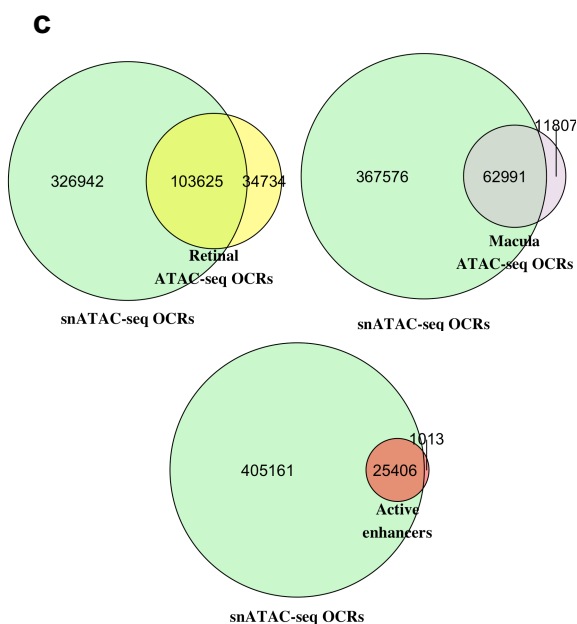 C
326942
103625
34734
Retinal
ATAC-seq OCRs
snATAC-seq OCRs
11807
367576
62991
Macula
ATAC-seq OCRs
snATAC-seq OCRs
1013
405161
25406
Active
enhancers
snATAC-seq OCRs